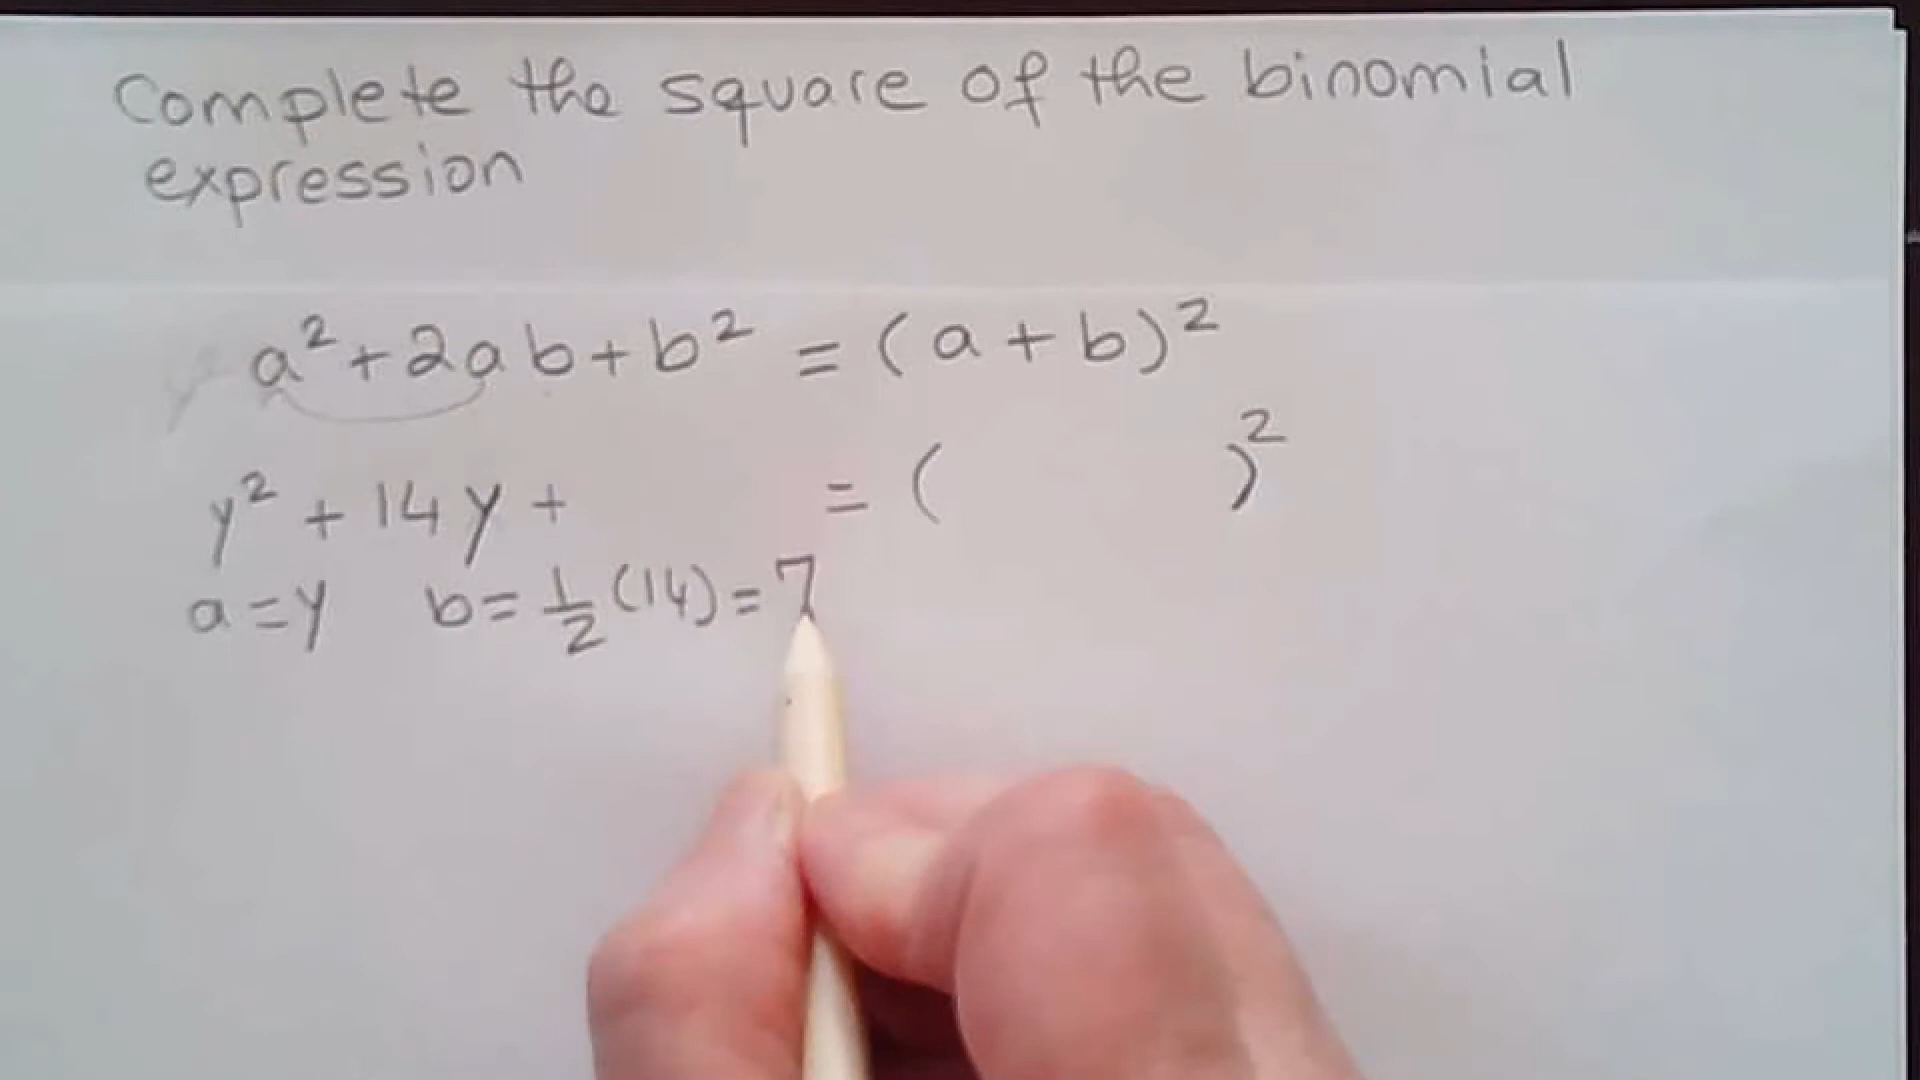 Complete the square of the binomial
expression
a² + 2ab + b² = (a + b)²
y² + 14y + = ( )²
a = y b = 1/2 (14) = 7